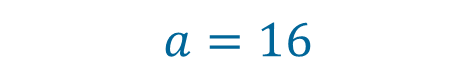 a = 16